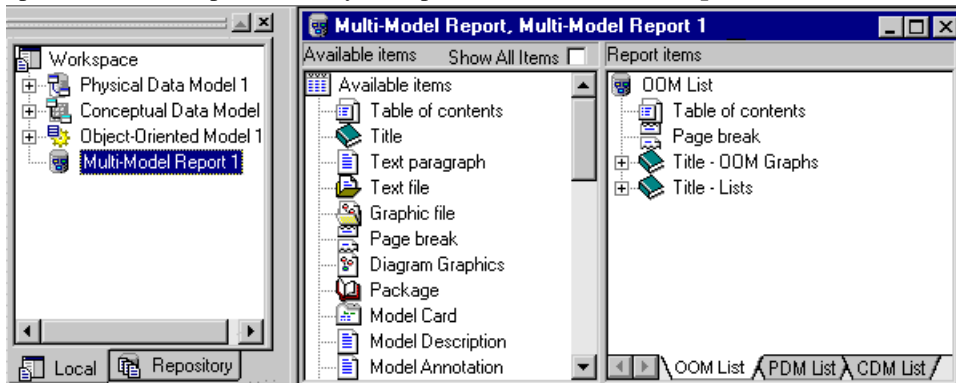 Workspace
Physical Data Model 1
Conceptual Data Model
Object-Oriented Model 1
Multi-Model Report 1
Local
Repository
Multi-Model Report, Multi-Model Report 1
Available items
Show All Items
Available items
Table of contents
Title
Text paragraph
Text file
Graphic file
Page break
Diagram Graphics
Package
Model Card
Model Description
Model Annotation
Report items
OOM List
Table of contents
Page break
Title - OOM Graphs
Title - Lists
OOM List
PDM List
CDM List